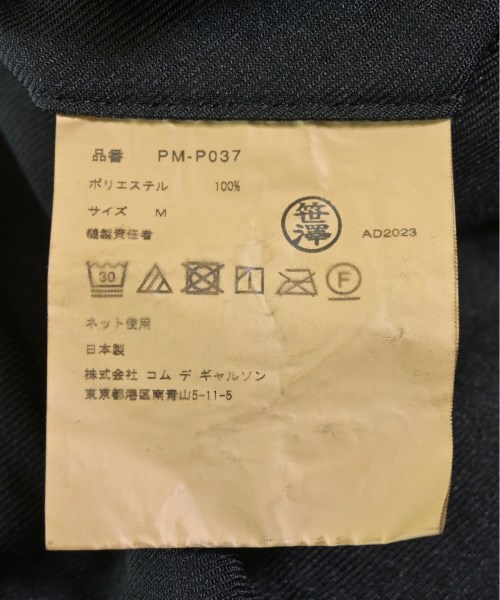 品番 PM-P037
ポリエステル 100%
サイズ M
縫製責任者 笹澤 AD2023
30 F
ネット使用
日本製
株式会社 コム デ ギャルソン
東京都港区南青山5-11-5